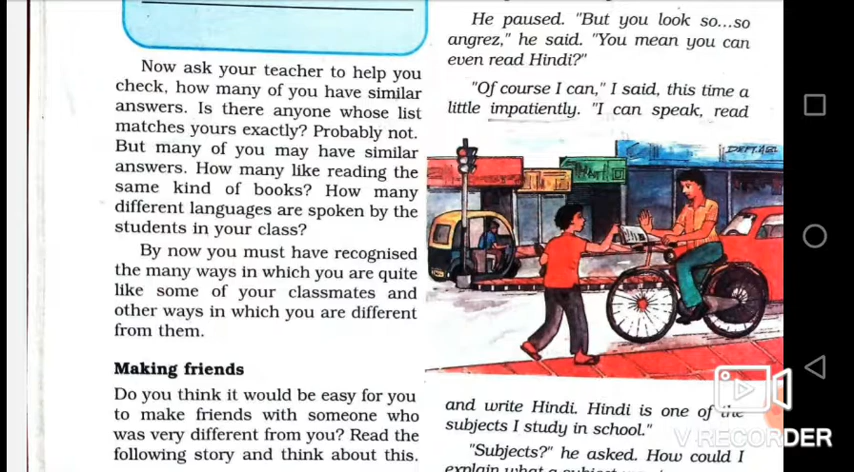 Now ask your teacher to help you
check, how many of you have similar
answers. Is there anyone whose list
matches yours exactly? Probably not.
But many of you may have similar
answers. How many like reading the
same kind of books? How many
different languages are spoken by the
students in your class?
By now you must have recognised
the many ways in which you are quite
like some of your classmates and
other ways in which you are different
from them.
Making friends
Do you think it would be easy for you
to make friends with someone who
was very different from you? Read the
following story and think about this.
He paused. "But you look so...so
angrez," he said. "You mean you can
even read Hindi?"
"Of course I can," I said, this time a
little impatiently. "I can speak, read
and write Hindi. Hindi is one of the
subjects I study in school."
"Subjects?" he asked. How could I
explain what a subject
V RECORDER